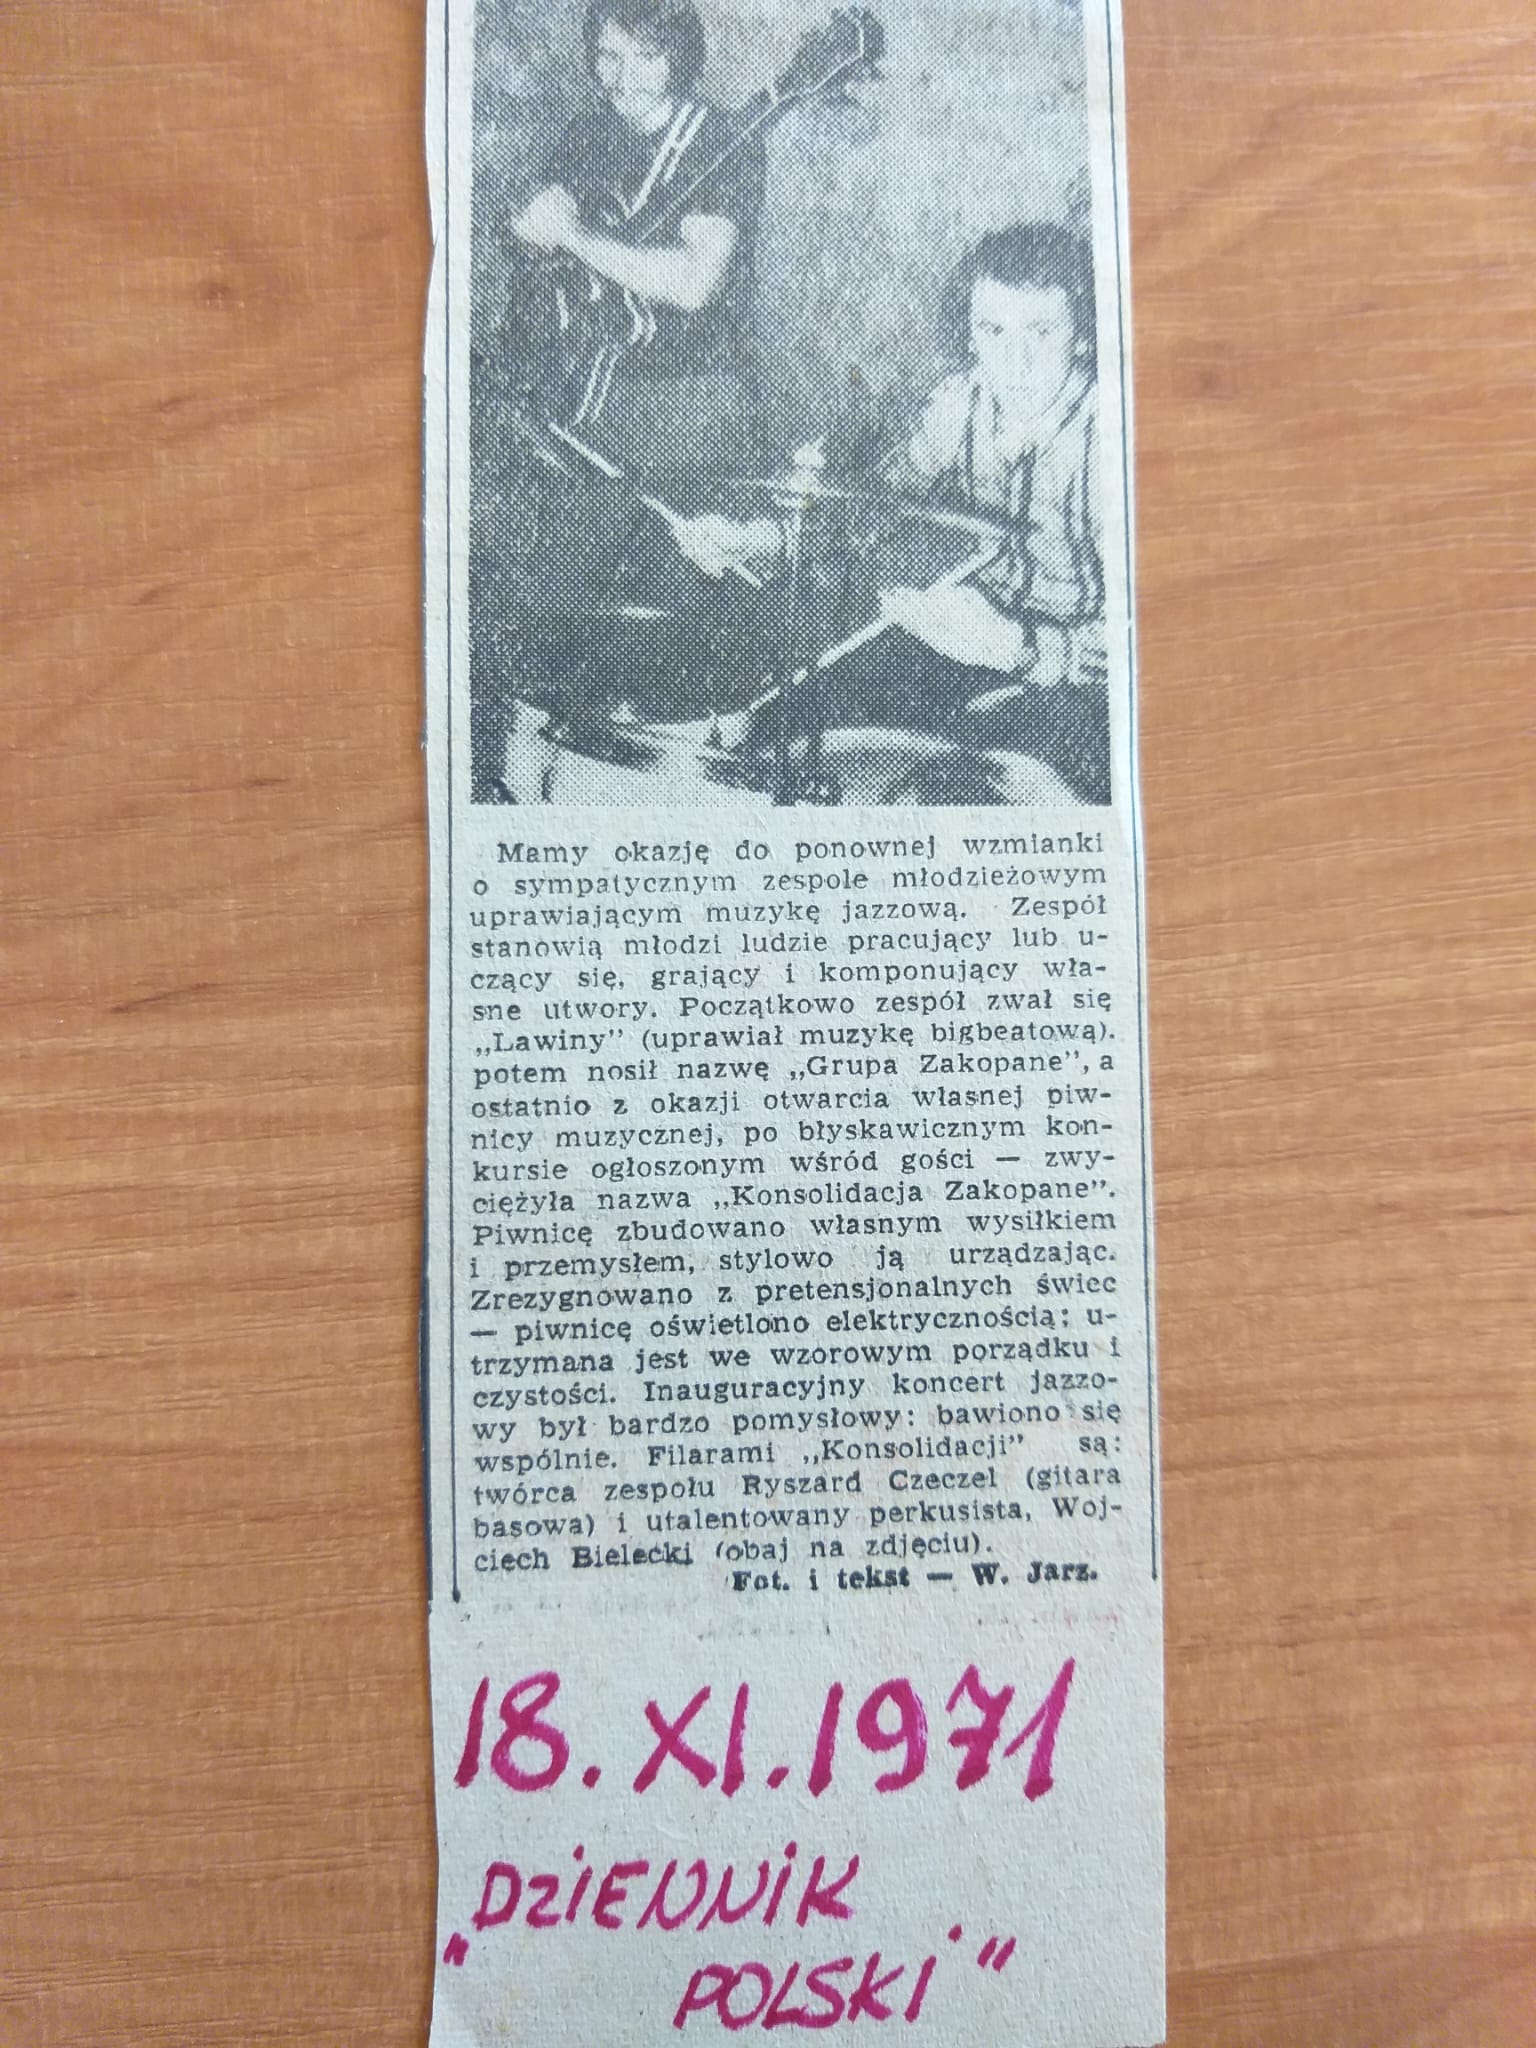 Mamy okazję do ponownej wzmianki
o sympatycznym zespole młodzieżowym
uprawiającym muzykę jazzową. Zespół
stanowią młodzi ludzie pracujący lub u-
czący się, grający i komponujący wła-
sne utwory. Początkowo zespół zwał się
„Lawiny” (uprawiał muzykę bigbeatową).
potem nosił nazwę „Grupa Zakopane”, a
ostatnio z okazji otwarcia własnej piw-
nicy muzycznej, po błyskawicznym kon-
kursie ogłoszonym wśród gości — zwy-
ciężyła nazwa „Konsolidacja Zakopane”.
Piwnicę zbudowano własnym wysiłkiem
i przemysłem, stylowo ją urządzając.
Zrezygnowano z pretensjonalnych świec
— piwnicę oświetlono elektrycznością; u-
trzymana jest we wzorowym porządku i
czystości. Inauguracyjny koncert jazzo-
wy był bardzo pomysłowy: bawiono się
wspólnie. Filarami „Konsolidacji” są:
twórca zespołu Ryszard Czeczel (gitara
basowa) i utalentowany perkusista, Woj-
ciech Bielecki (obaj na zdjęciu).
Fot. i tekst — W. Jarz.
18.XI.1971
„DZIENNIK
POLSKI”